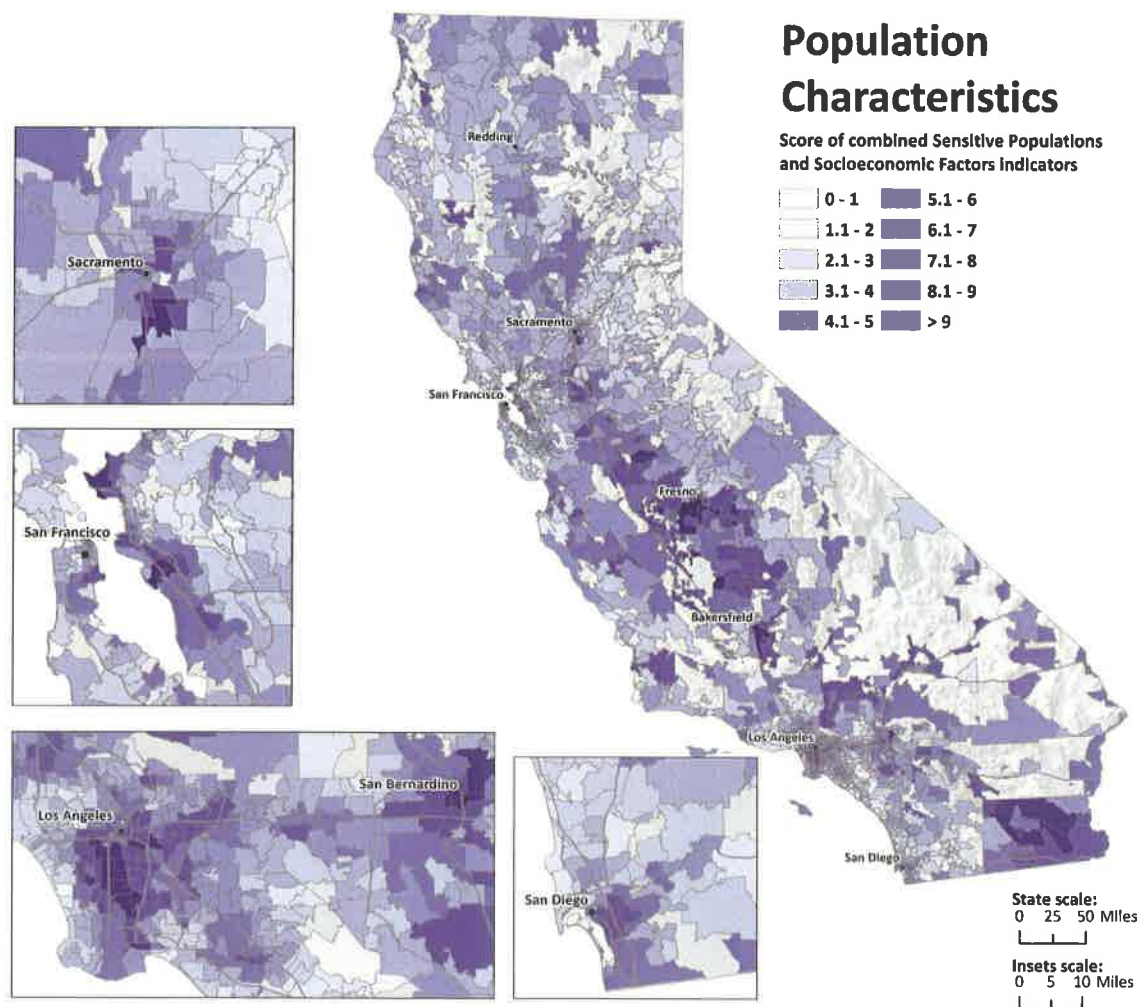 Population
Characteristics
Score of combined Sensitive Populations
and Socioeconomic Factors indicators
0 - 1
5.1 - 6
1.1 - 2
6.1 - 7
2.1 - 3
7.1 - 8
3.1 - 4
8.1 - 9
4.1 - 5
> 9
Redding
Sacramento
San Francisco
Fresno
Bakersfield
Los Angeles
San Diego
Sacramento
San Francisco
Los Angeles
San Bernardino
San Diego
State scale:
0 25 50 Miles
Insets scale:
0 5 10 Miles